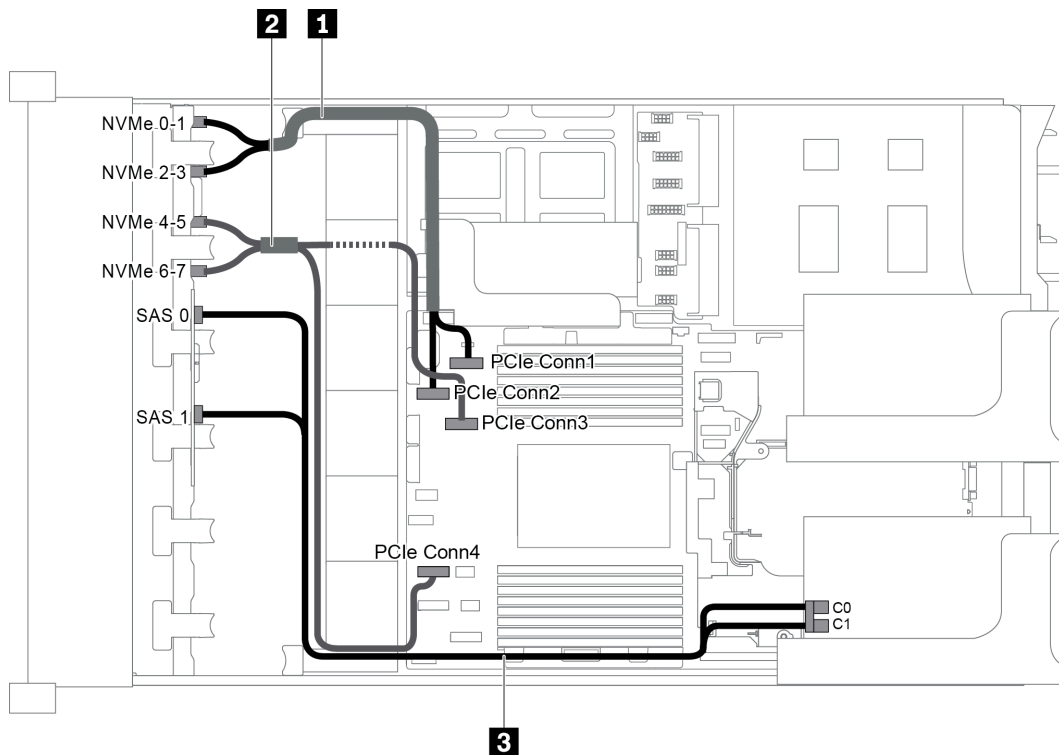 2 1
NVMe 0-1
NVMe 2-3
NVMe 4-5
NVMe 6-7
SAS 0
PCIe Conn1
PCIe Conn2
SAS 1
PCIe Conn3
PCIe Conn4
C0
C1
3